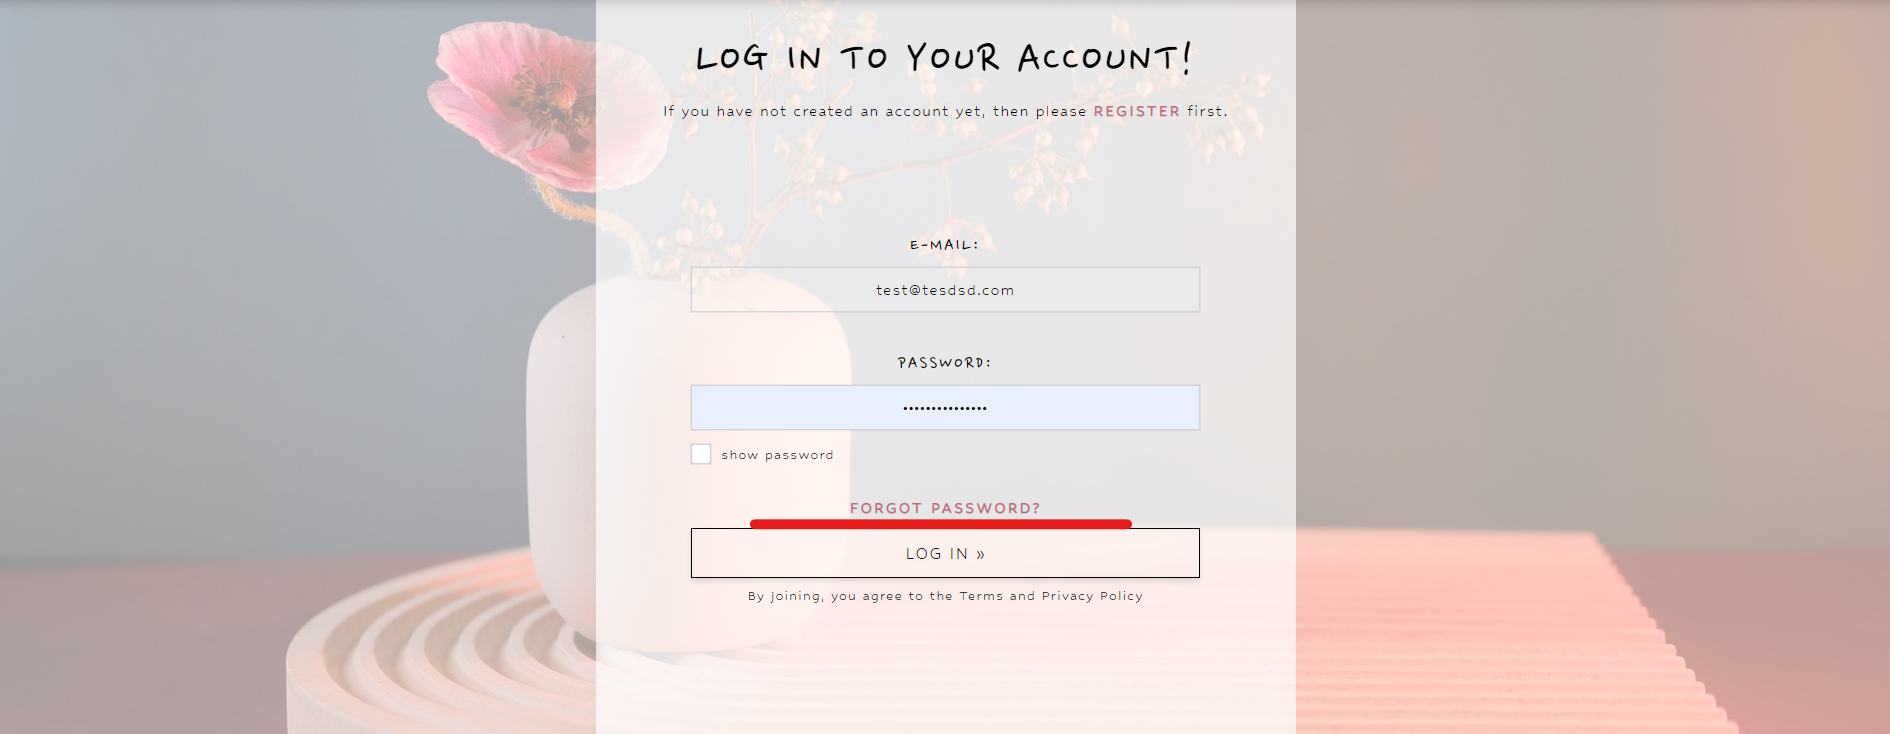 LOG IN TO YOUR ACCOUNT!
If you have not created an account yet, then please REGISTER first.
E-MAIL:
test@tesdsd.com
PASSWORD:
•••••••••••••••
show password
FORGOT PASSWORD?
LOG IN »
By joining, you agree to the Terms and Privacy Policy